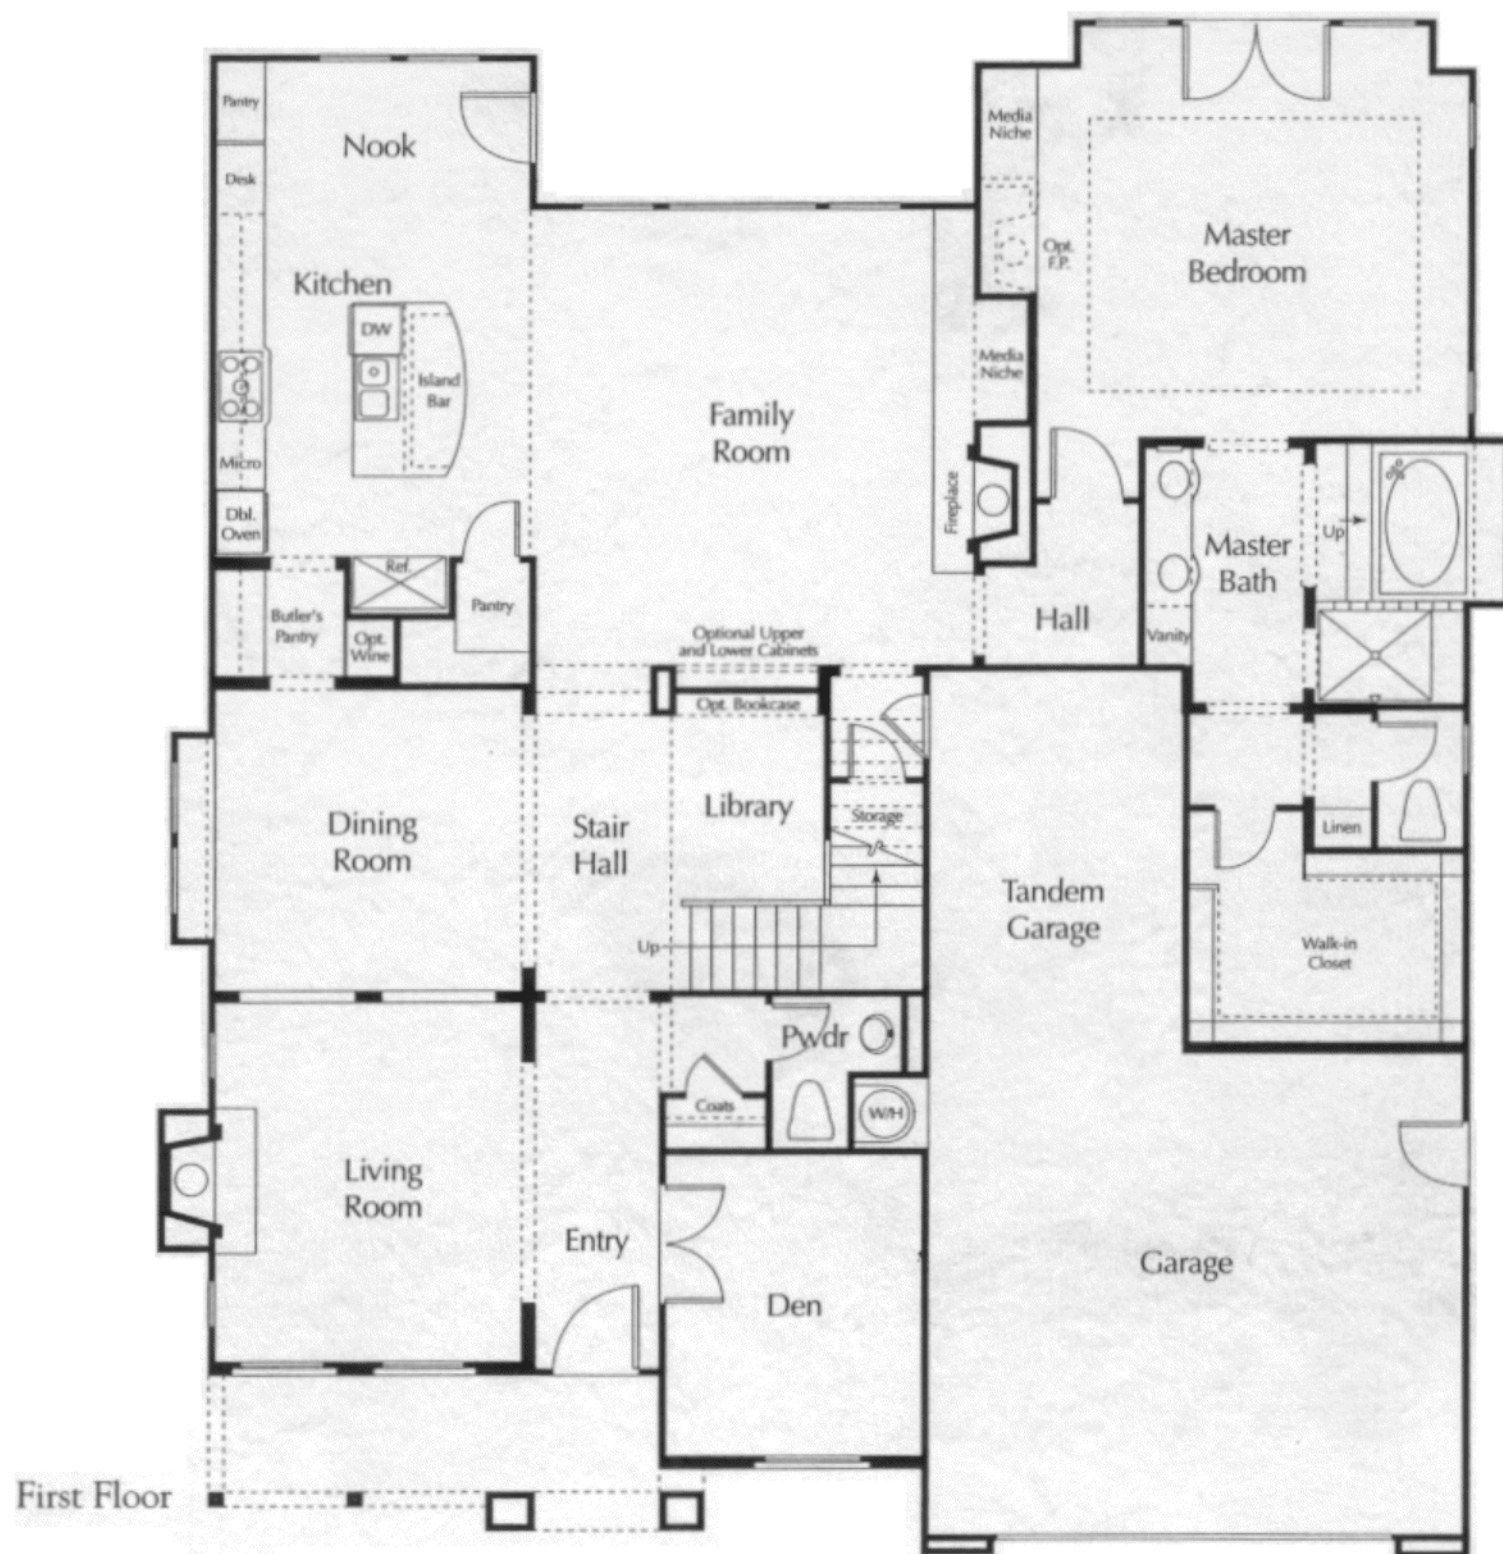 Pantry
Nook
Media
Niche
Desk
Master
Bedroom
Opt.
F.P.
Kitchen
DW
Island
Bar
Media
Niche
Family
Room
Micro
Dbl.
Oven
Fireplace
Up
Master
Bath
Ref.
Pantry
Butler's
Pantry
Opt.
Wine
Hall
Vanity
Optional Upper
and Lower Cabinets
Opt. Bookcase
Library
Storage
Dining
Room
Stair
Hall
Linen
Tandem
Garage
Walk-in
Closet
Up
Pwdr
Coats
W/H
Living
Room
Entry
Den
Garage
First Floor